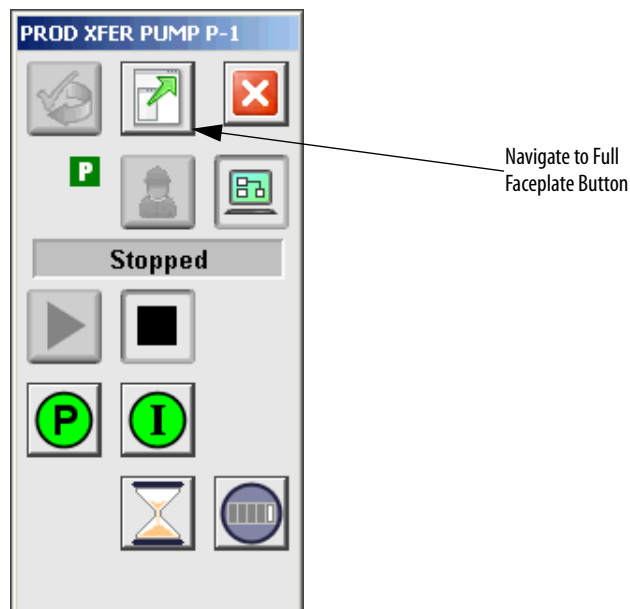 PROD XFER PUMP P-1
Navigate to Full
Faceplate Button
P
Stopped
P I